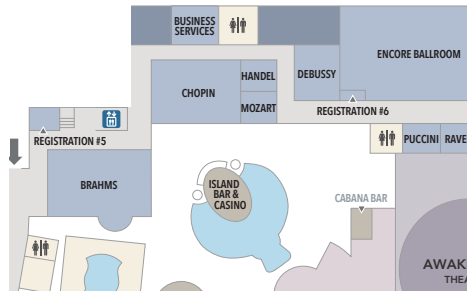 BUSINESS
SERVICES
ENCORE BALLROOM
HANDEL
DEBUSSY
CHOPIN
MOZART
REGISTRATION #6
REGISTRATION #5
PUCCINI
RAVE
BRAHMS
ISLAND
BAR &
CASINO
CABANA BAR
AWAK
THEA